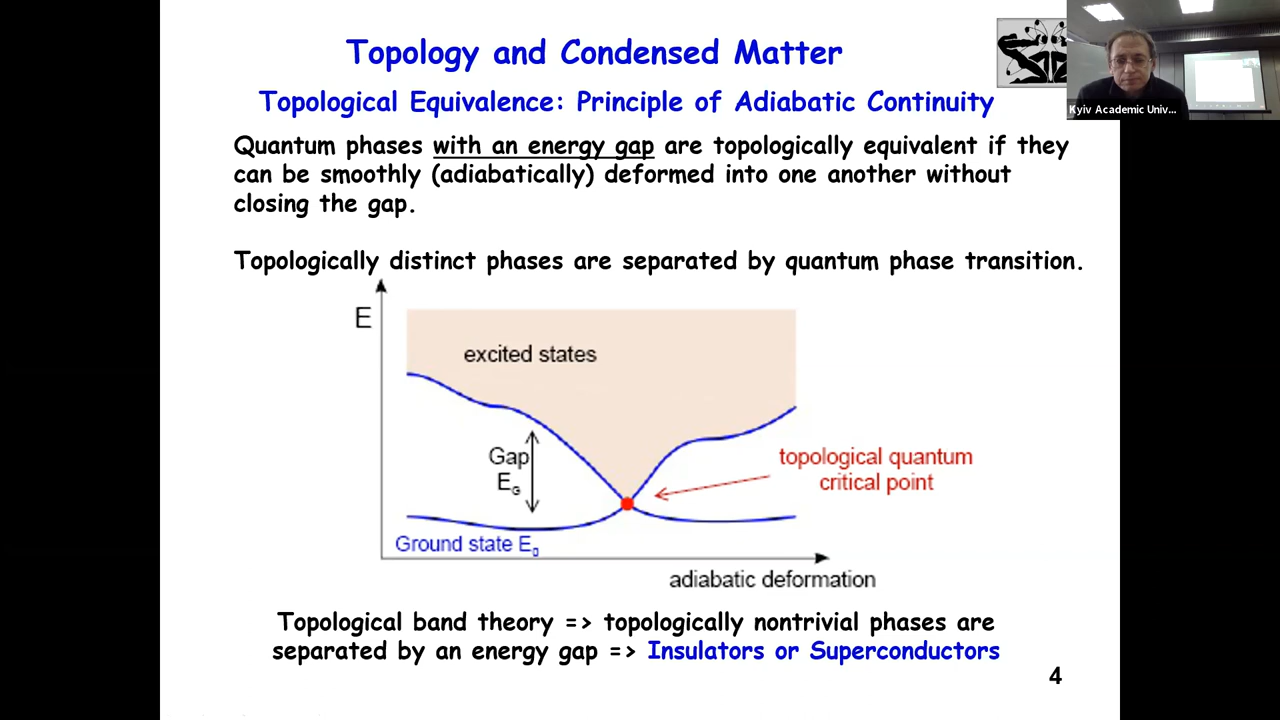 Topology and Condensed Matter
Kyiv Academic Univ...
Topological Equivalence: Principle of Adiabatic Continuity
Quantum phases with an energy gap are topologically equivalent if they
can be smoothly (adiabatically) deformed into one another without
closing the gap.
Topologically distinct phases are separated by quantum phase transition.
E
excited states
Gap
E_G
topological quantum
critical point
Ground state E_0
adiabatic deformation
Topological band theory => topologically nontrivial phases are
separated by an energy gap => Insulators or Superconductors
4